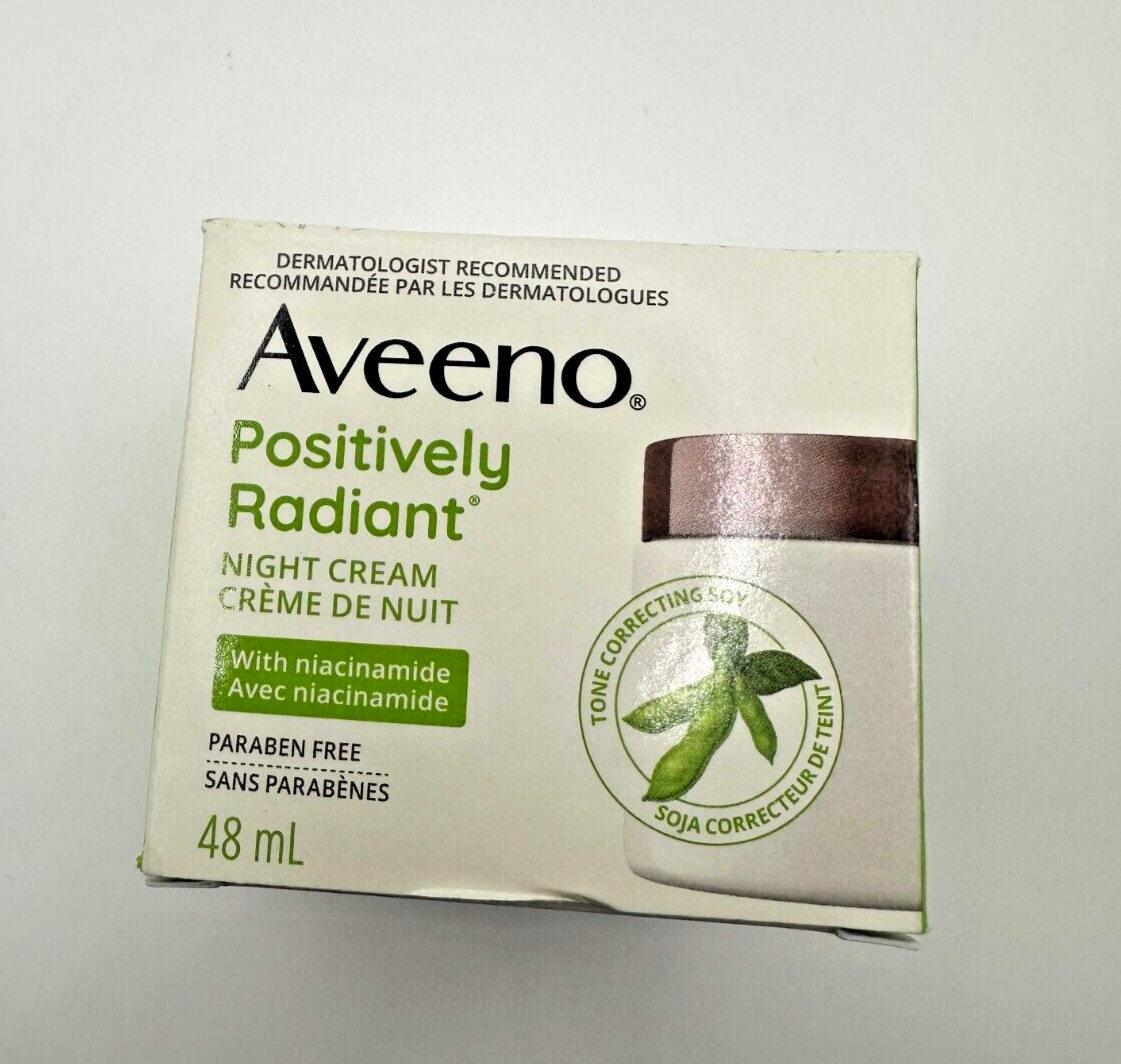 DERMATOLOGIST RECOMMENDED
RECOMMANDÉE PAR LES DERMATOLOGUES
Aveeno®
Positively
Radiant®
NIGHT CREAM
CRÈME DE NUIT
With niacinamide
Avec niacinamide
PARABEN FREE
SANS PARABÈNES
48 mL
TONE CORRECTING SOY
SOJA CORRECTEUR DE TEINT